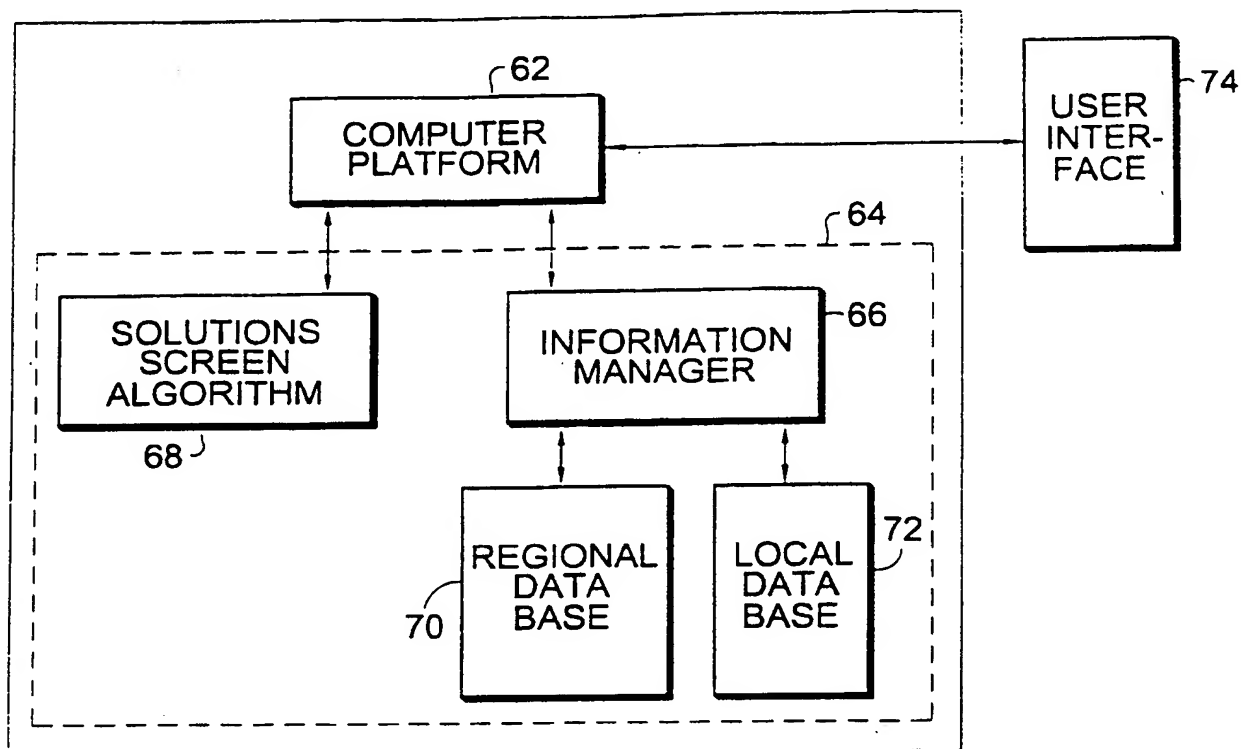 62
COMPUTER
PLATFORM
USER
INTER-
FACE
74
64
SOLUTIONS
SCREEN
ALGORITHM
68
INFORMATION
MANAGER
66
REGIONAL
DATA
BASE
70
LOCAL
DATA
BASE
72